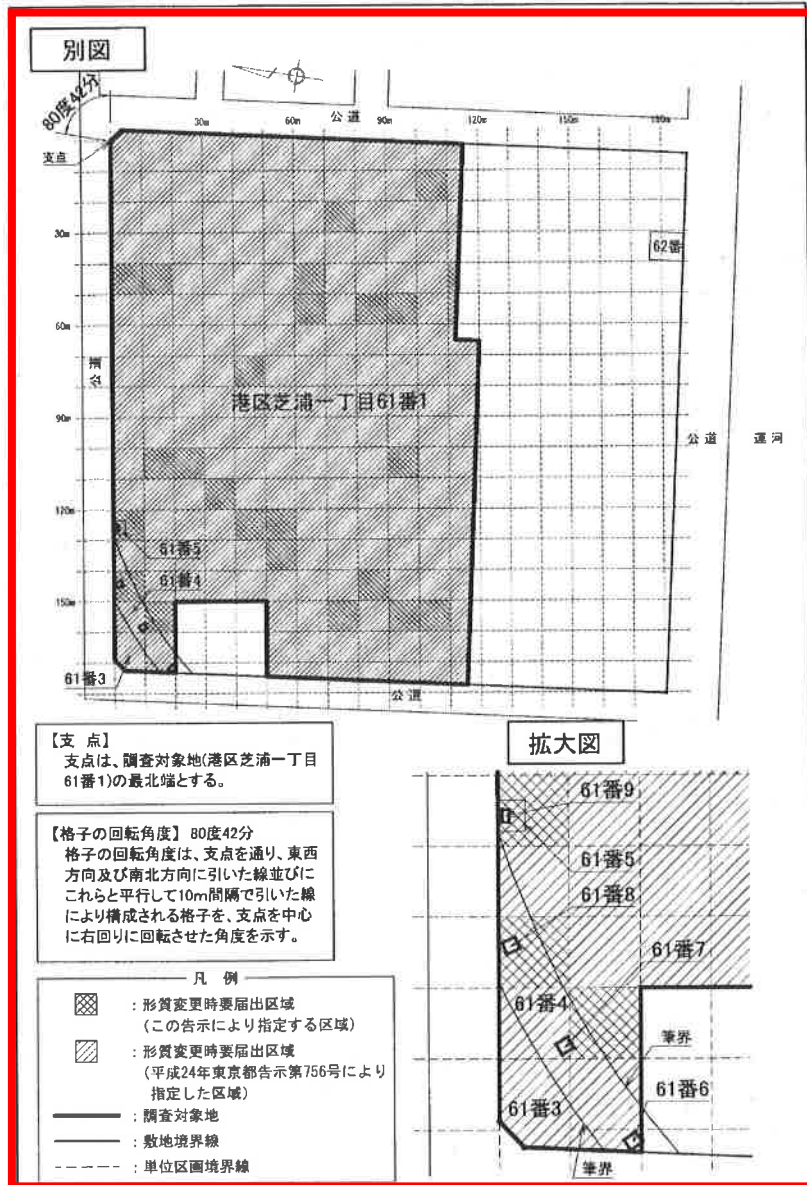 別図
80度42分
支点
公道
30m
60m
90m
120m
150m
180m
30m
60m
90m
120m
150m
62番
港区芝浦一丁目61番1
公道
運河
61番5
61番4
61番3
公道
【支 点】
支点は、調査対象地(港区芝浦一丁目
61番1)の最北端とする。
【格子の回転角度】 80度42分
格子の回転角度は、支点を通り、東西
方向及び南北方向に引いた線並びに
これらと平行して10m間隔で引いた線
により構成される格子を、支点を中心
に右回りに回転させた角度を示す。
凡 例
：形質変更時要届出区域
(この告示により指定する区域)
：形質変更時要届出区域
(平成24年東京都告示第756号により
指定した区域)
：調査対象地
：敷地境界線
：単位区画境界線
拡大図
61番9
61番5
61番8
61番7
61番4
筆界
61番6
61番3
筆界